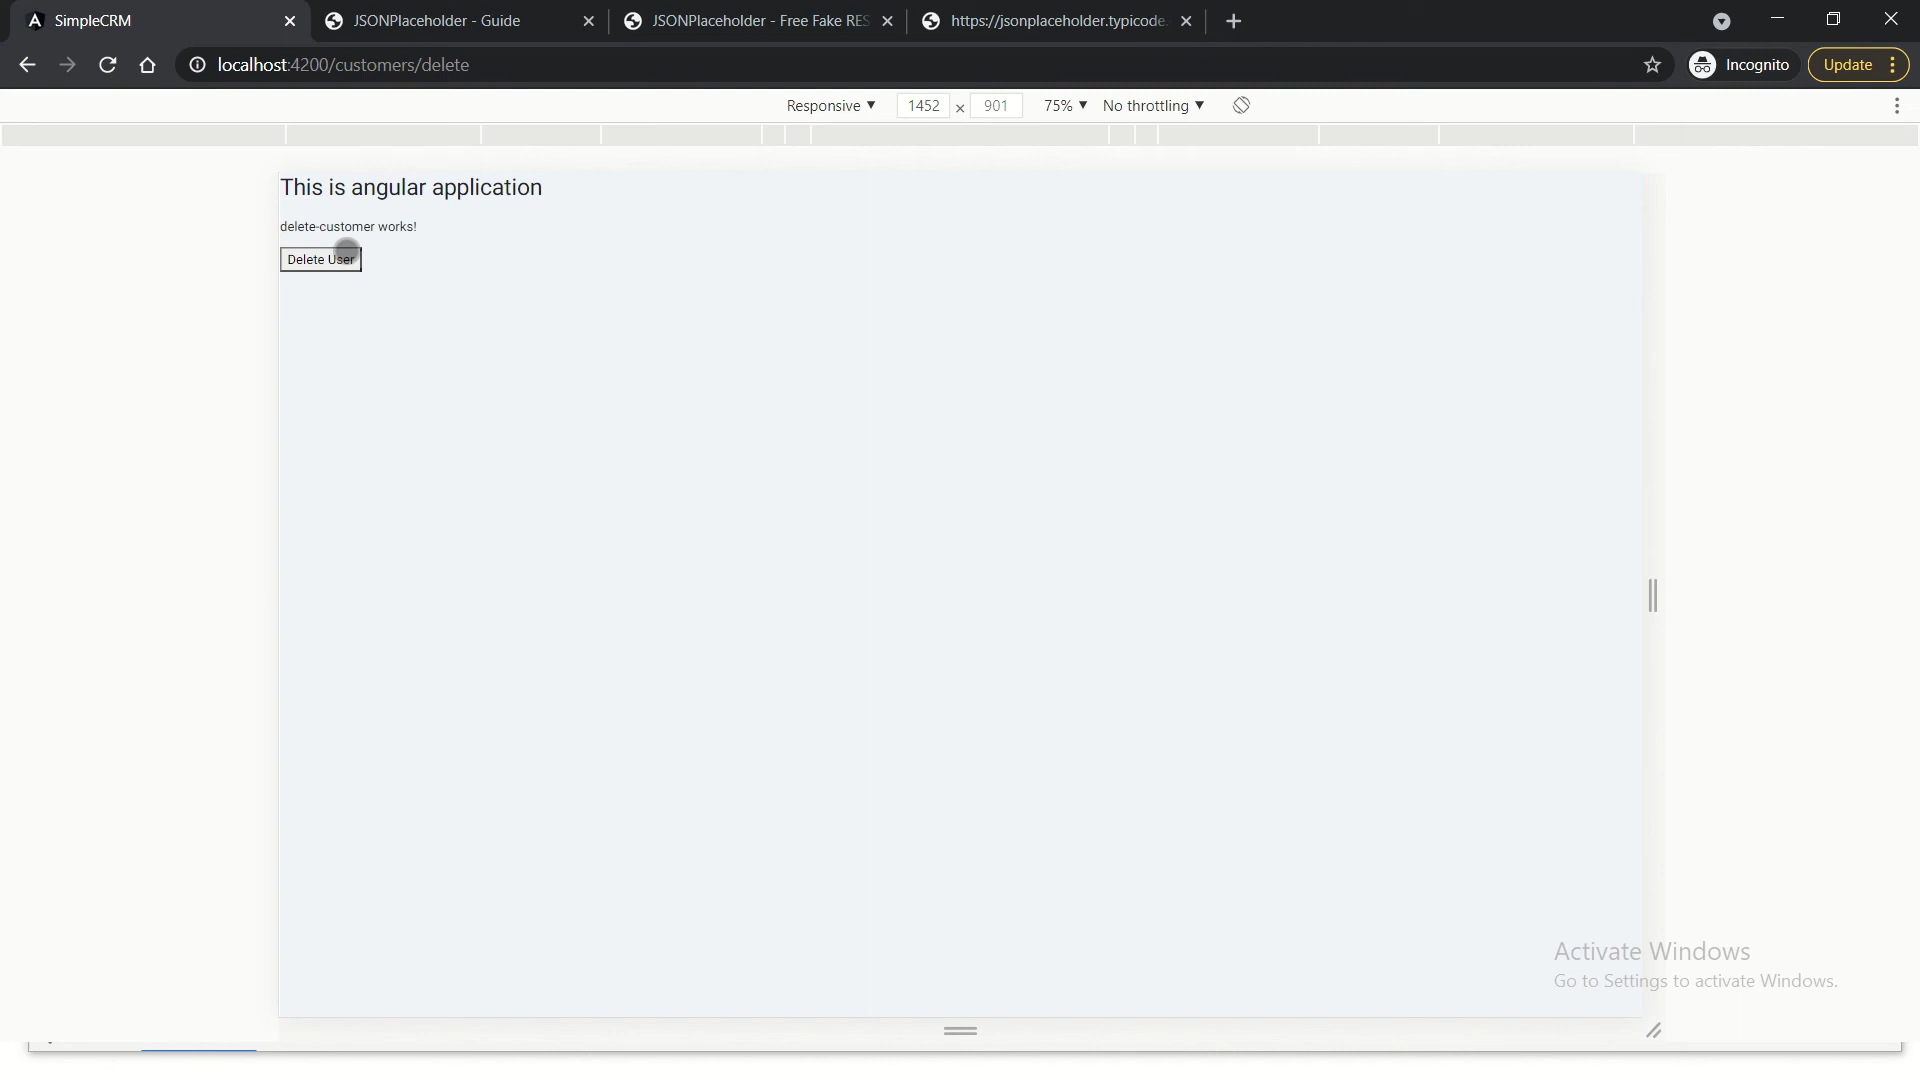 SimpleCRM
JSONPlaceholder - Guide
JSONPlaceholder - Free Fake RES
https://jsonplaceholder.typicode.
localhost:4200/customers/delete
Incognito
Update
Responsive
1452 x 901
75%
No throttling
This is angular application
delete-customer works!
Delete User
Activate Windows
Go to Settings to activate Windows.